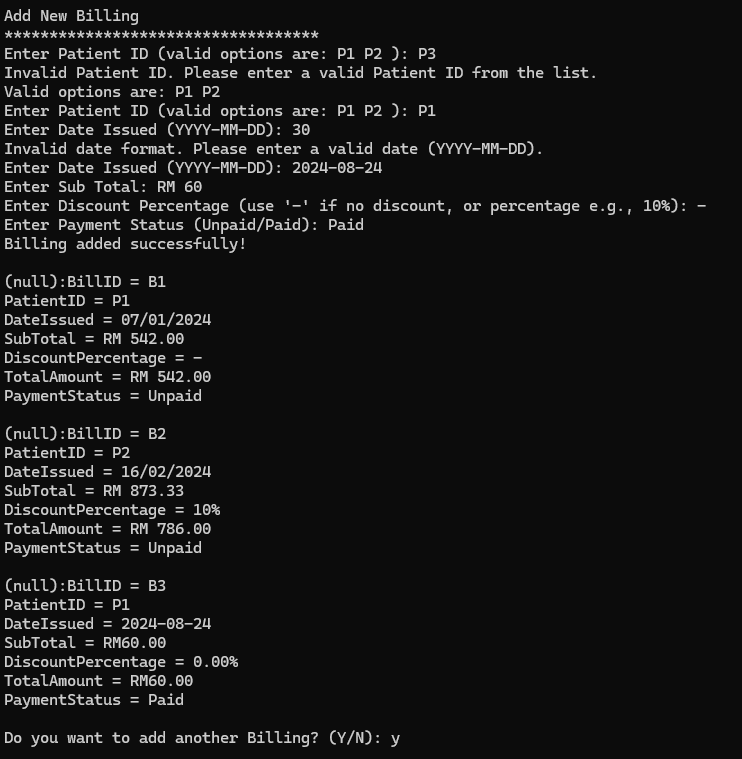 Add New Billing
***********************************
Enter Patient ID (valid options are: P1 P2 ): P3
Invalid Patient ID. Please enter a valid Patient ID from the list.
Valid options are: P1 P2
Enter Patient ID (valid options are: P1 P2 ): P1
Enter Date Issued (YYYY-MM-DD): 30
Invalid date format. Please enter a valid date (YYYY-MM-DD).
Enter Date Issued (YYYY-MM-DD): 2024-08-24
Enter Sub Total: RM 60
Enter Discount Percentage (use '-' if no discount, or percentage e.g., 10%): -
Enter Payment Status (Unpaid/Paid): Paid
Billing added successfully!

(null):BillID = B1
PatientID = P1
DateIssued = 07/01/2024
SubTotal = RM 542.00
DiscountPercentage = -
TotalAmount = RM 542.00
PaymentStatus = Unpaid

(null):BillID = B2
PatientID = P2
DateIssued = 16/02/2024
SubTotal = RM 873.33
DiscountPercentage = 10%
TotalAmount = RM 786.00
PaymentStatus = Unpaid

(null):BillID = B3
PatientID = P1
DateIssued = 2024-08-24
SubTotal = RM60.00
DiscountPercentage = 0.00%
TotalAmount = RM60.00
PaymentStatus = Paid

Do you want to add another Billing? (Y/N): y